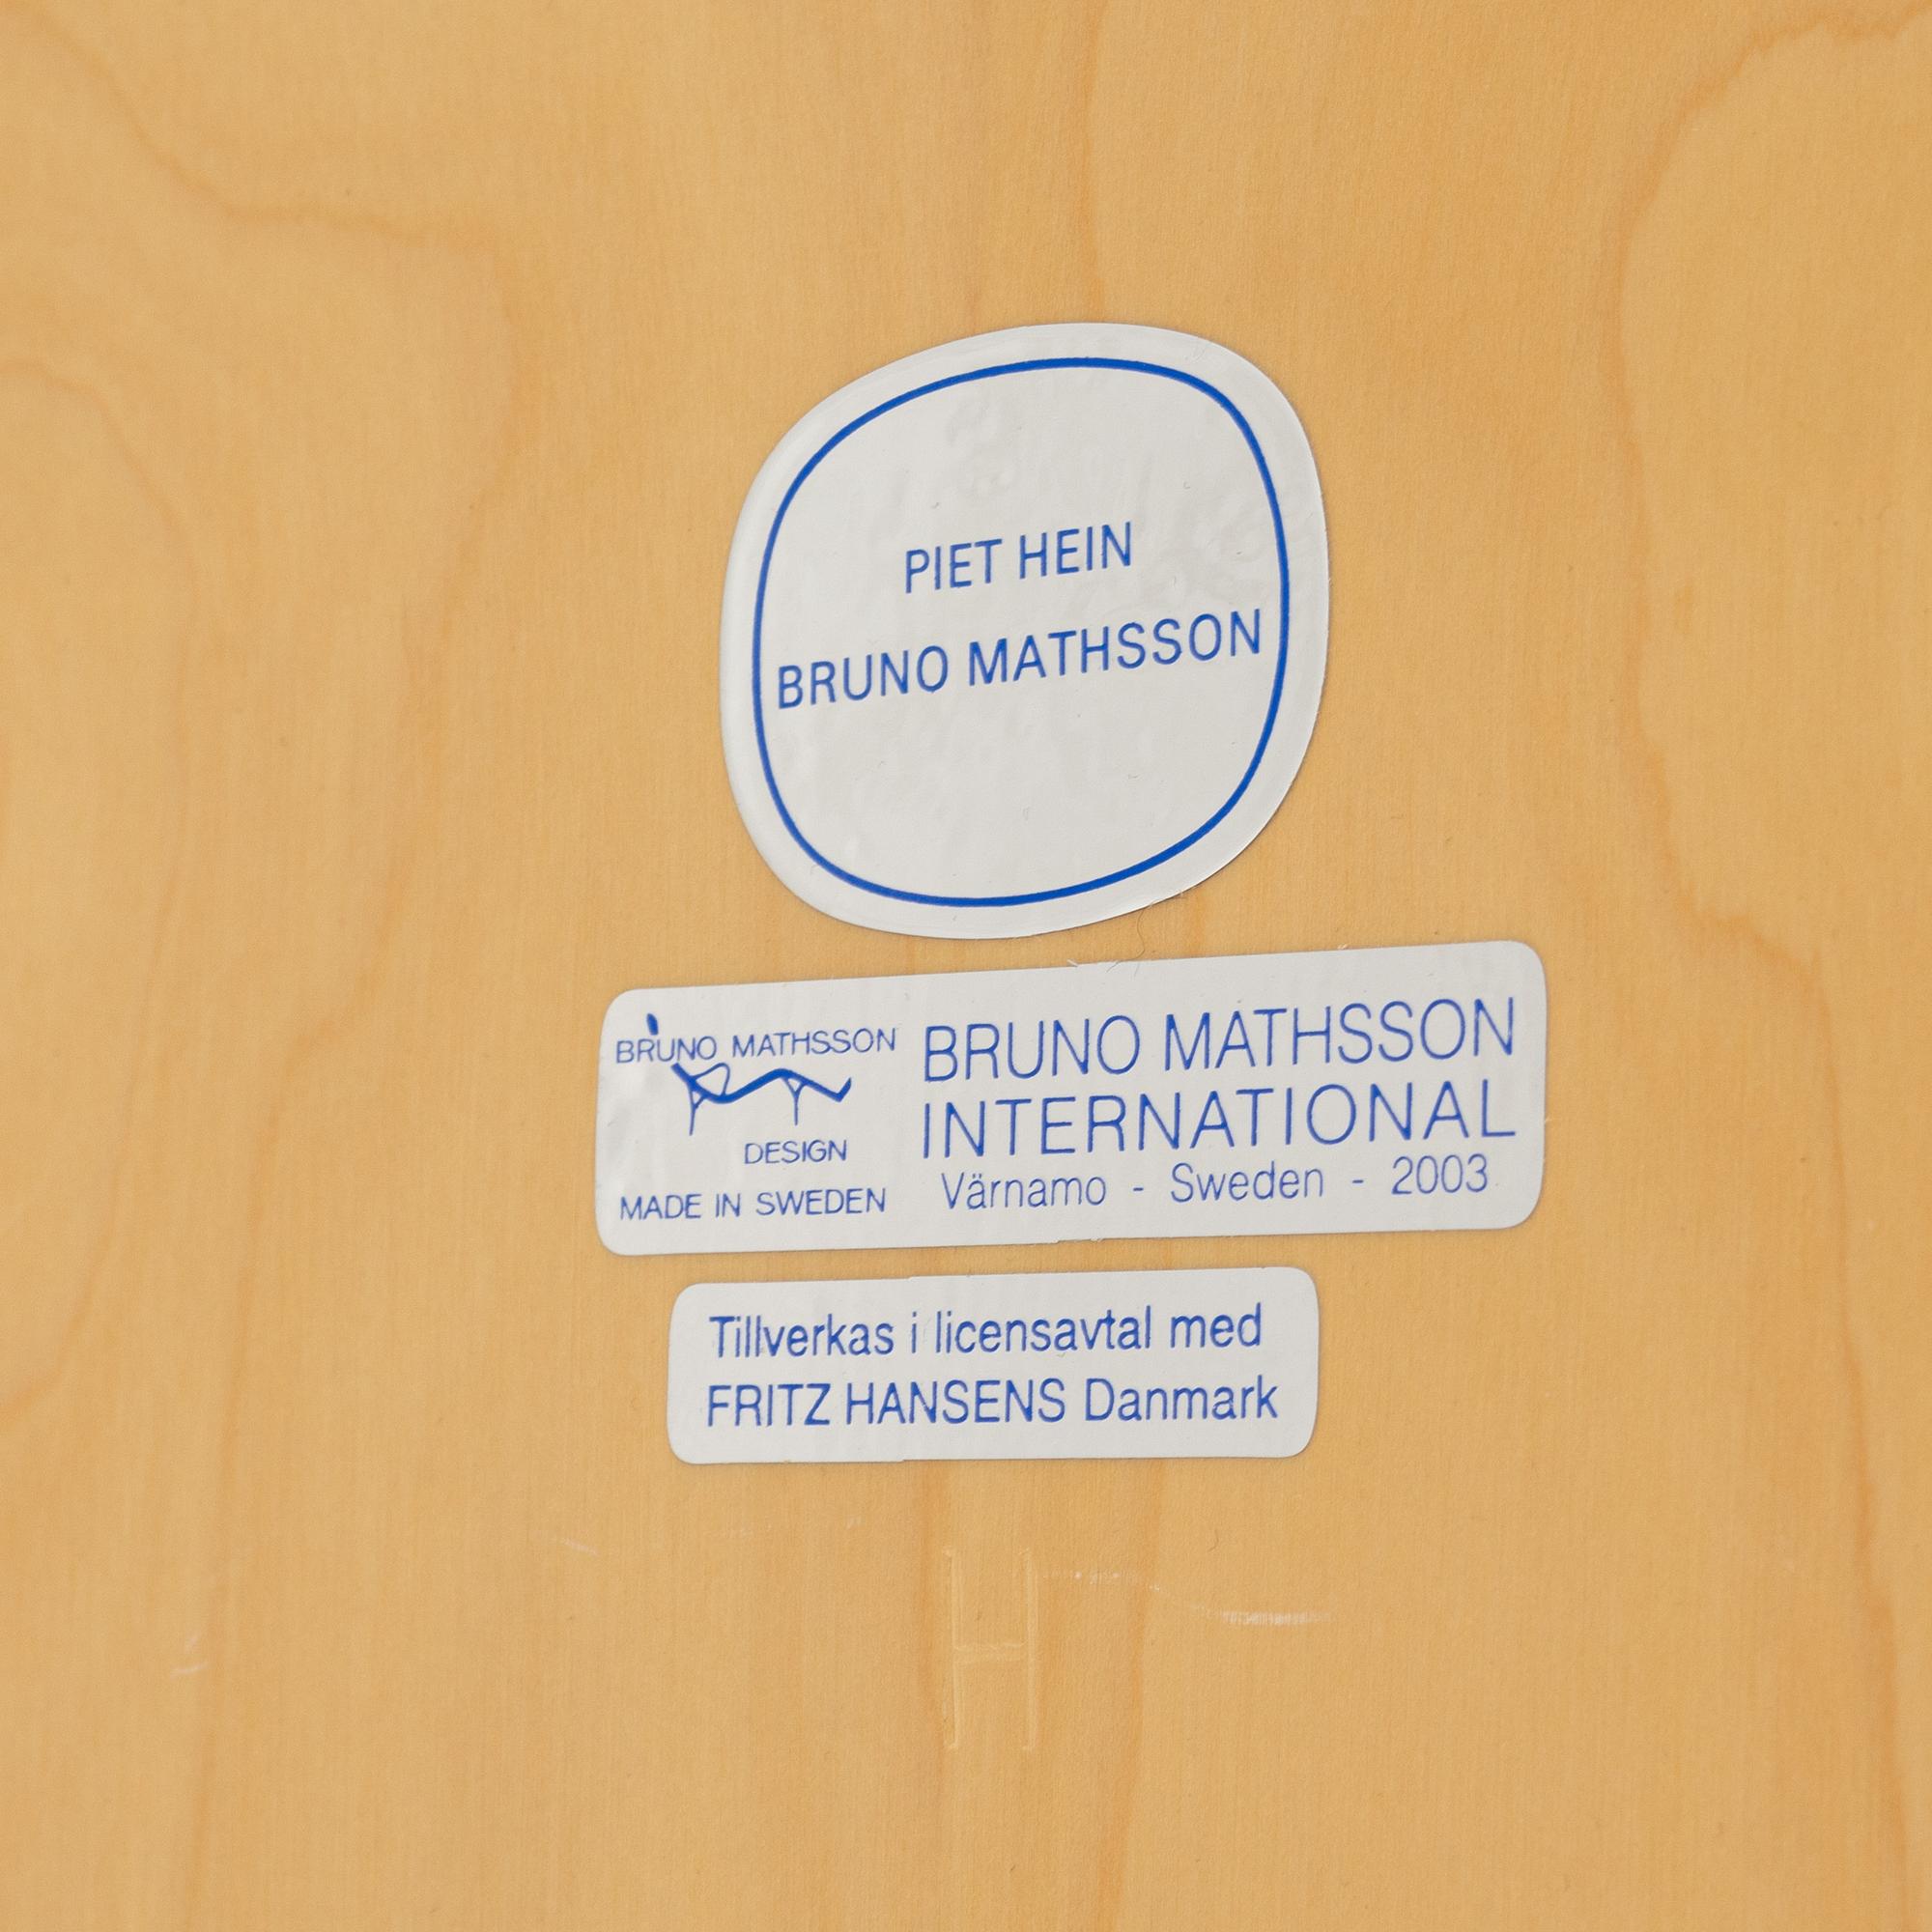 PIET HEIN
BRUNO MATHSSON
BRUNO MATHSSON
DESIGN
MADE IN SWEDEN
BRUNO MATHSSON
INTERNATIONAL
Värnamo - Sweden - 2003
Tillverkas i licensavtal med
FRITZ HANSENS Danmark
H